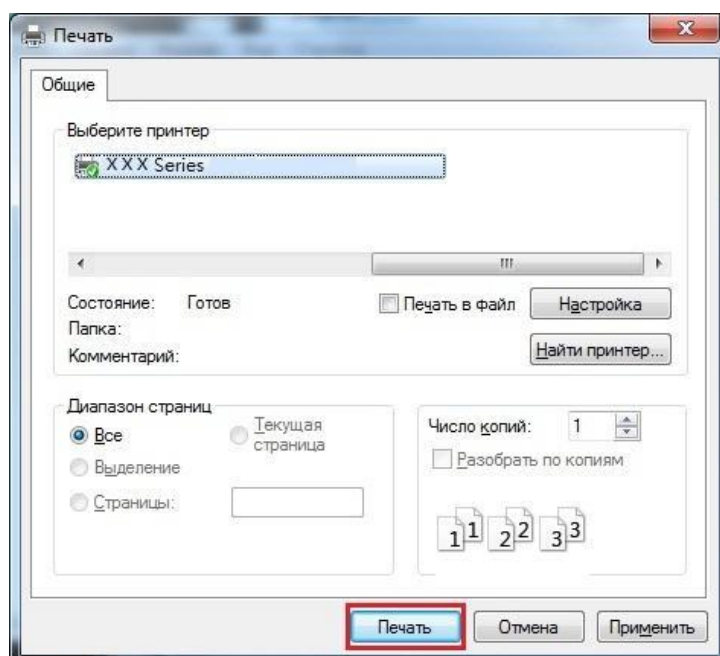 Печать
Общие
Выберите принтер
XXX Series
Состояние: Готов
Печать в файл
Настройка
Папка:
Комментарий:
Найти принтер...
Диапазон страниц
Все
Текущая
страница
Выделение
Страницы:
Число копий: 1
Разобрать по копиям
1 1 2 2 3 3
Печать
Отмена
Применить